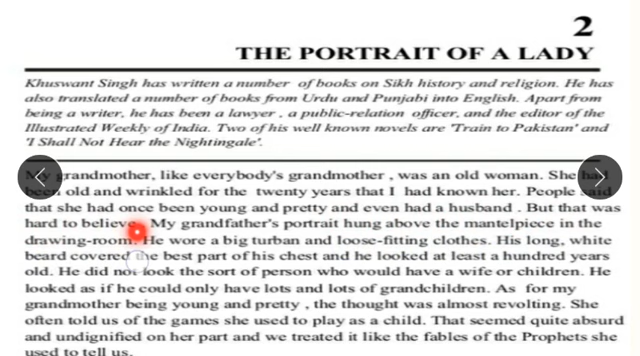 2
THE PORTRAIT OF A LADY
Khuswant Singh has written a number of books on Sikh history and religion. He has
also translated a number of books from Urdu and Punjabi into English. Apart from
being a writer, he has been a lawyer , a public-relation officer, and the editor of the
Illustrated Weekly of India. Two of his well known novels are 'Train to Pakistan' and
'I Shall Not Hear the Nightingale'.
My grandmother, like everybody's grandmother , was an old woman. She had
been old and wrinkled for the twenty years that I had known her. People said
that she had once been young and pretty and even had a husband . But that was
hard to believe. My grandfather's portrait hung above the mantelpiece in the
drawing-room. He wore a big turban and loose-fitting clothes. His long, white
beard covered the best part of his chest and he looked at least a hundred years
old. He did not look the sort of person who would have a wife or children. He
looked as if he could only have lots and lots of grandchildren. As for my
grandmother being young and pretty , the thought was almost revolting. She
often told us of the games she used to play as a child. That seemed quite absurd
and undignified on her part and we treated it like the fables of the Prophets she
used to tell us.